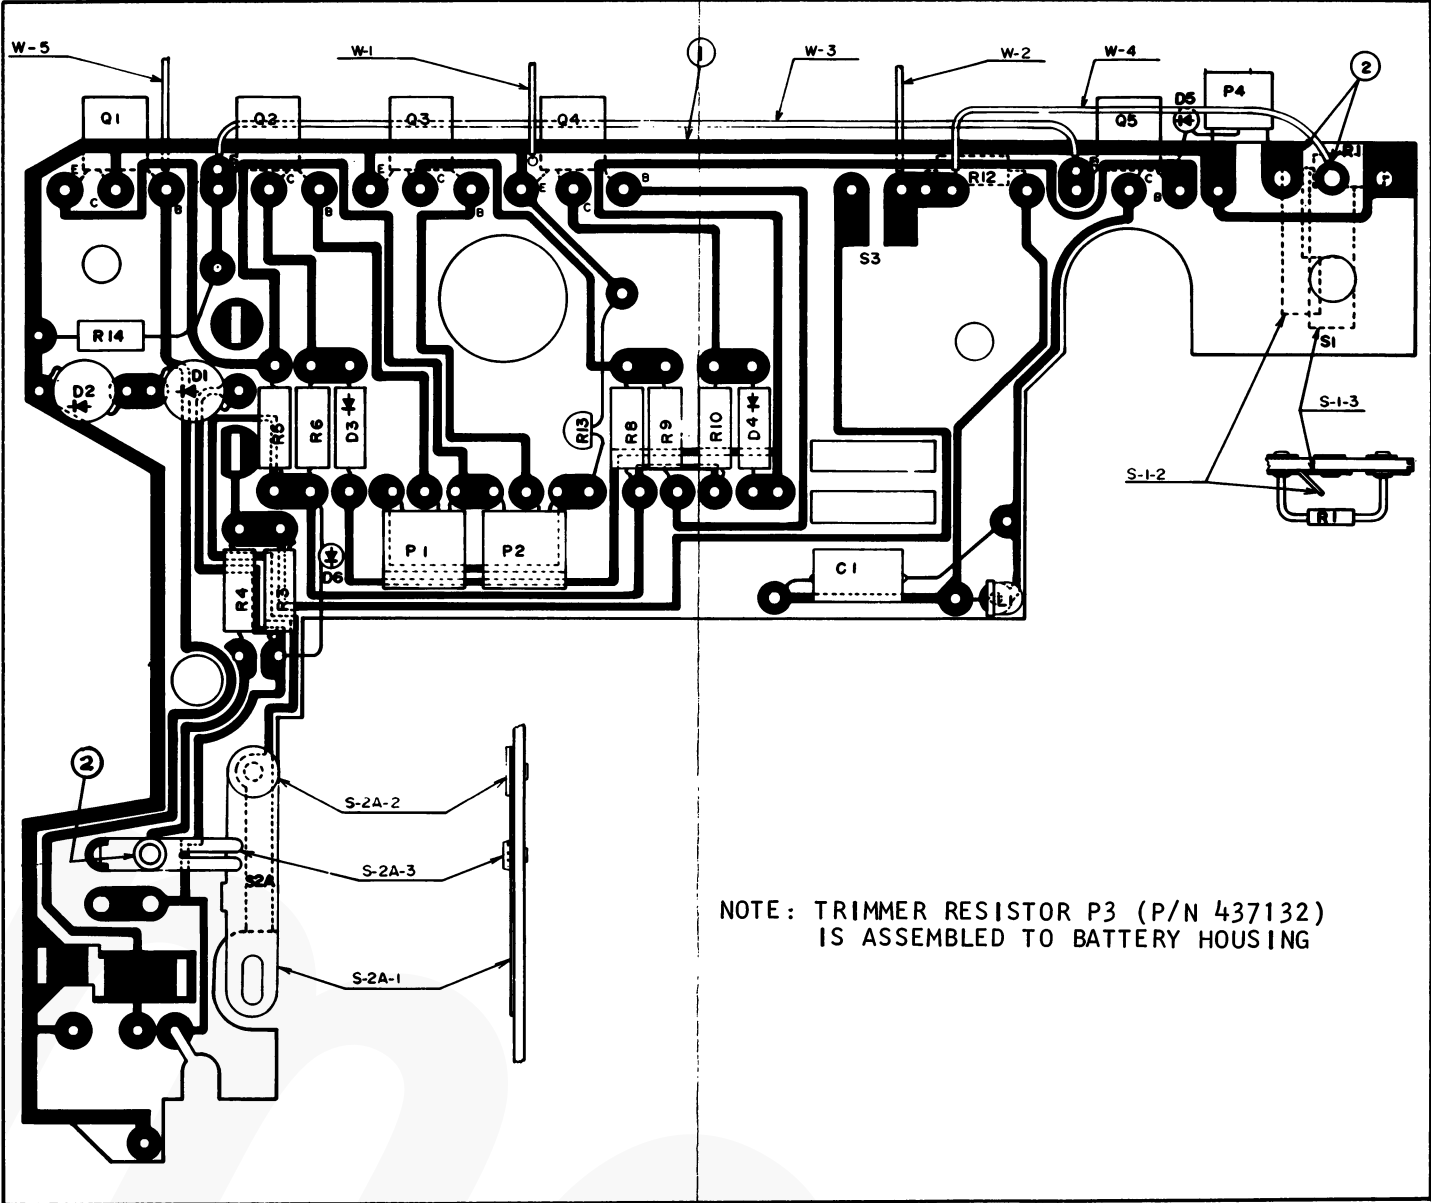 W-5
W-1
1
W-3
W-2
W-4
2
Q1
Q2
Q3
Q4
Q5
D5
P4
R1
E
C
B
C
B
E
C
B
E
C
B
R12
B
C
B
S3
R14
D2
D1
S1
S-1-3
R5
R6
D3
R13
R8
R9
R10
D4
S-1-2
R1
P1
P2
D6
C1
R4
R3
L1
2
S-2A-2
S-2A-3
S2A
S-2A-1
NOTE: TRIMMER RESISTOR P3 (P/N 437132)
IS ASSEMBLED TO BATTERY HOUSING